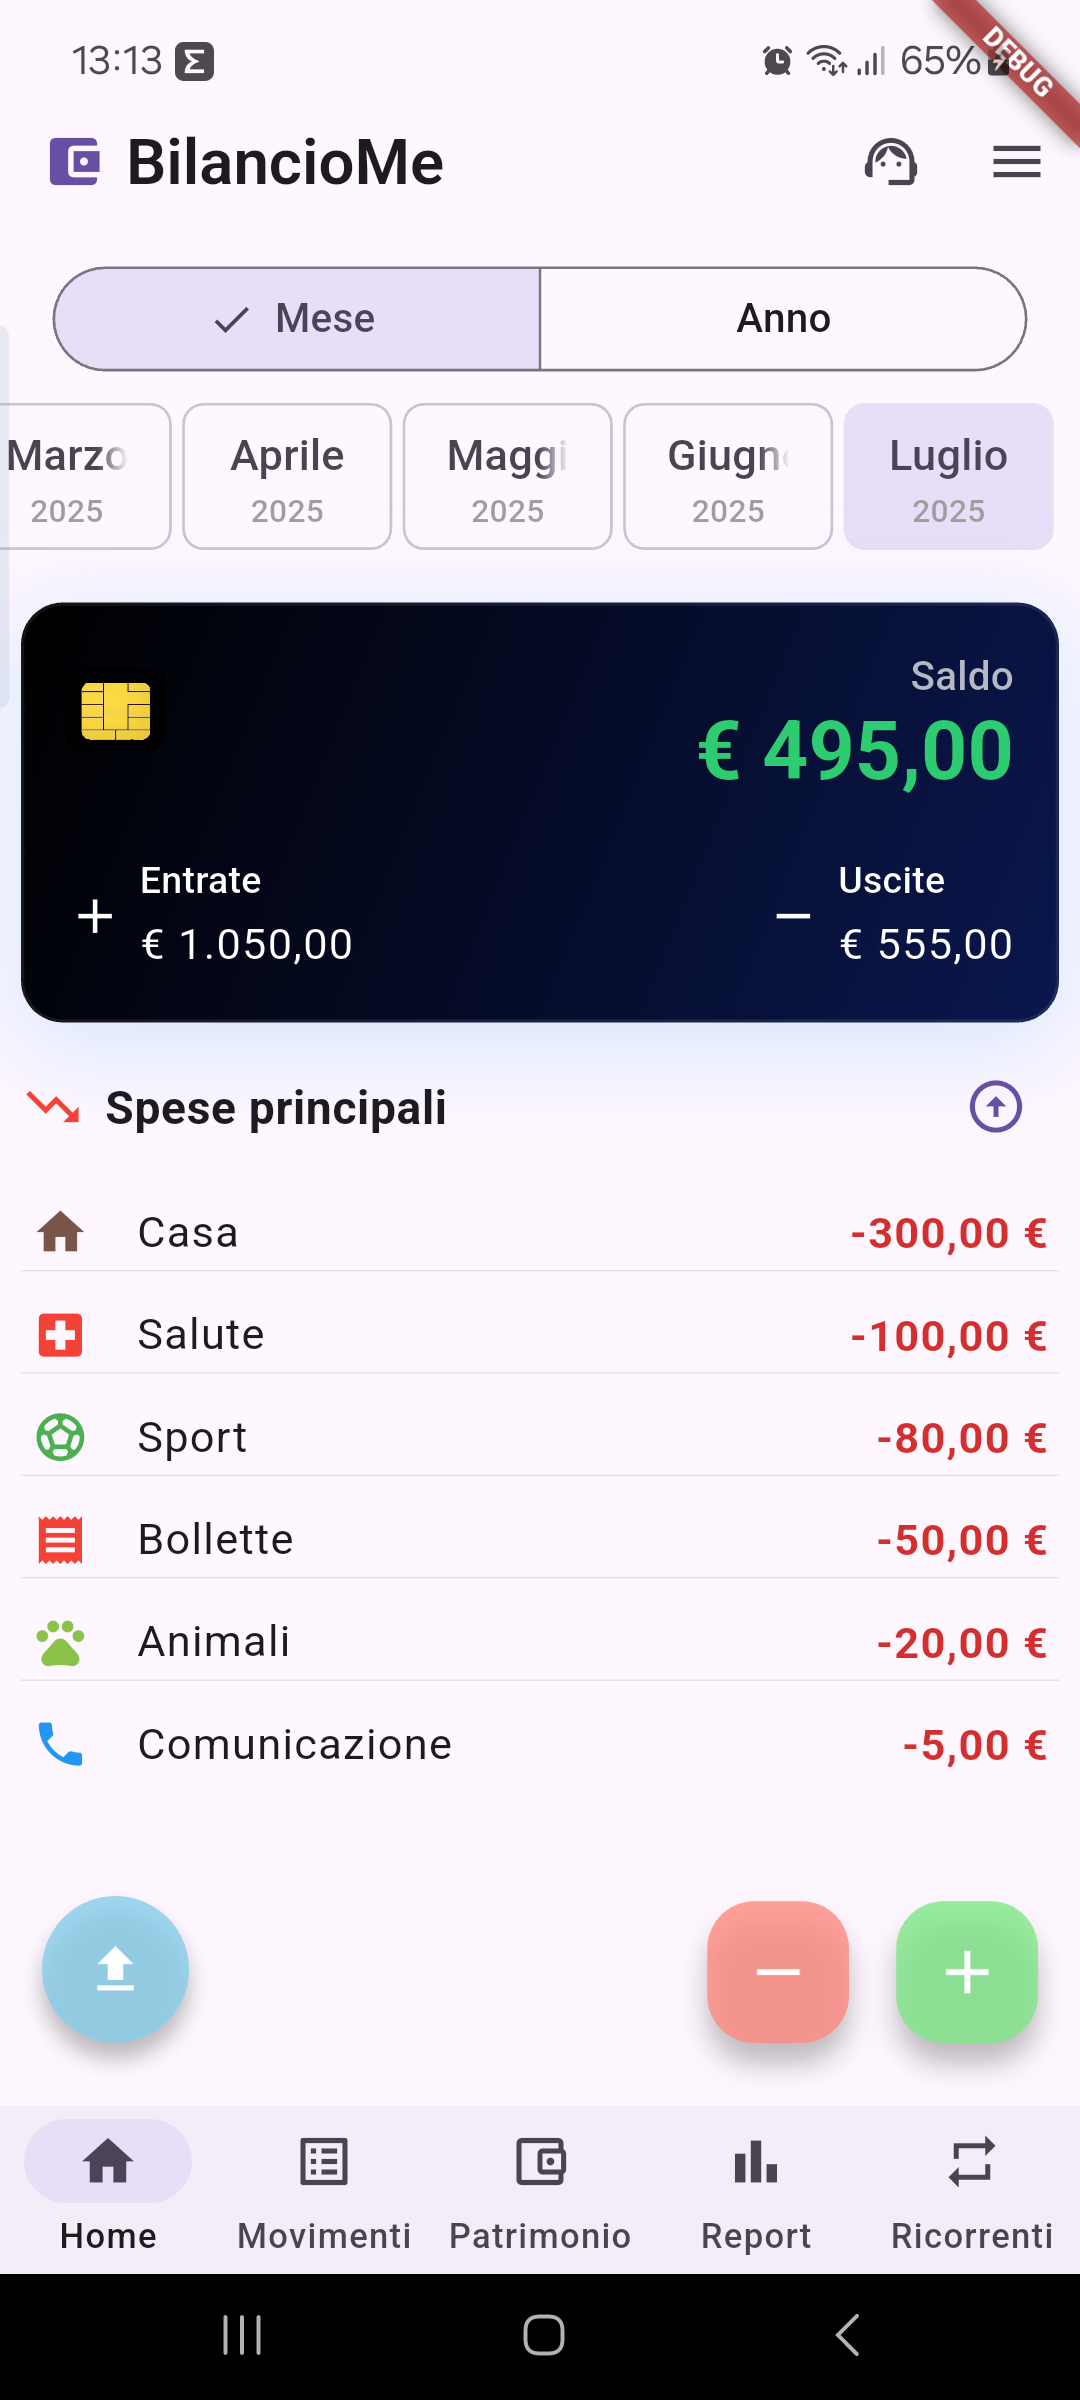 13:13
65%
DEBUG
BilancioMe
Mese
Anno
Marzo
2025
Aprile
2025
Maggi
2025
Giugn
2025
Luglio
2025
Saldo
€ 495,00
Entrate
€ 1.050,00
Uscite
€ 555,00
Spese principali
Casa
-300,00 €
Salute
-100,00 €
Sport
-80,00 €
Bollette
-50,00 €
Animali
-20,00 €
Comunicazione
-5,00 €
Home
Movimenti
Patrimonio
Report
Ricorrenti